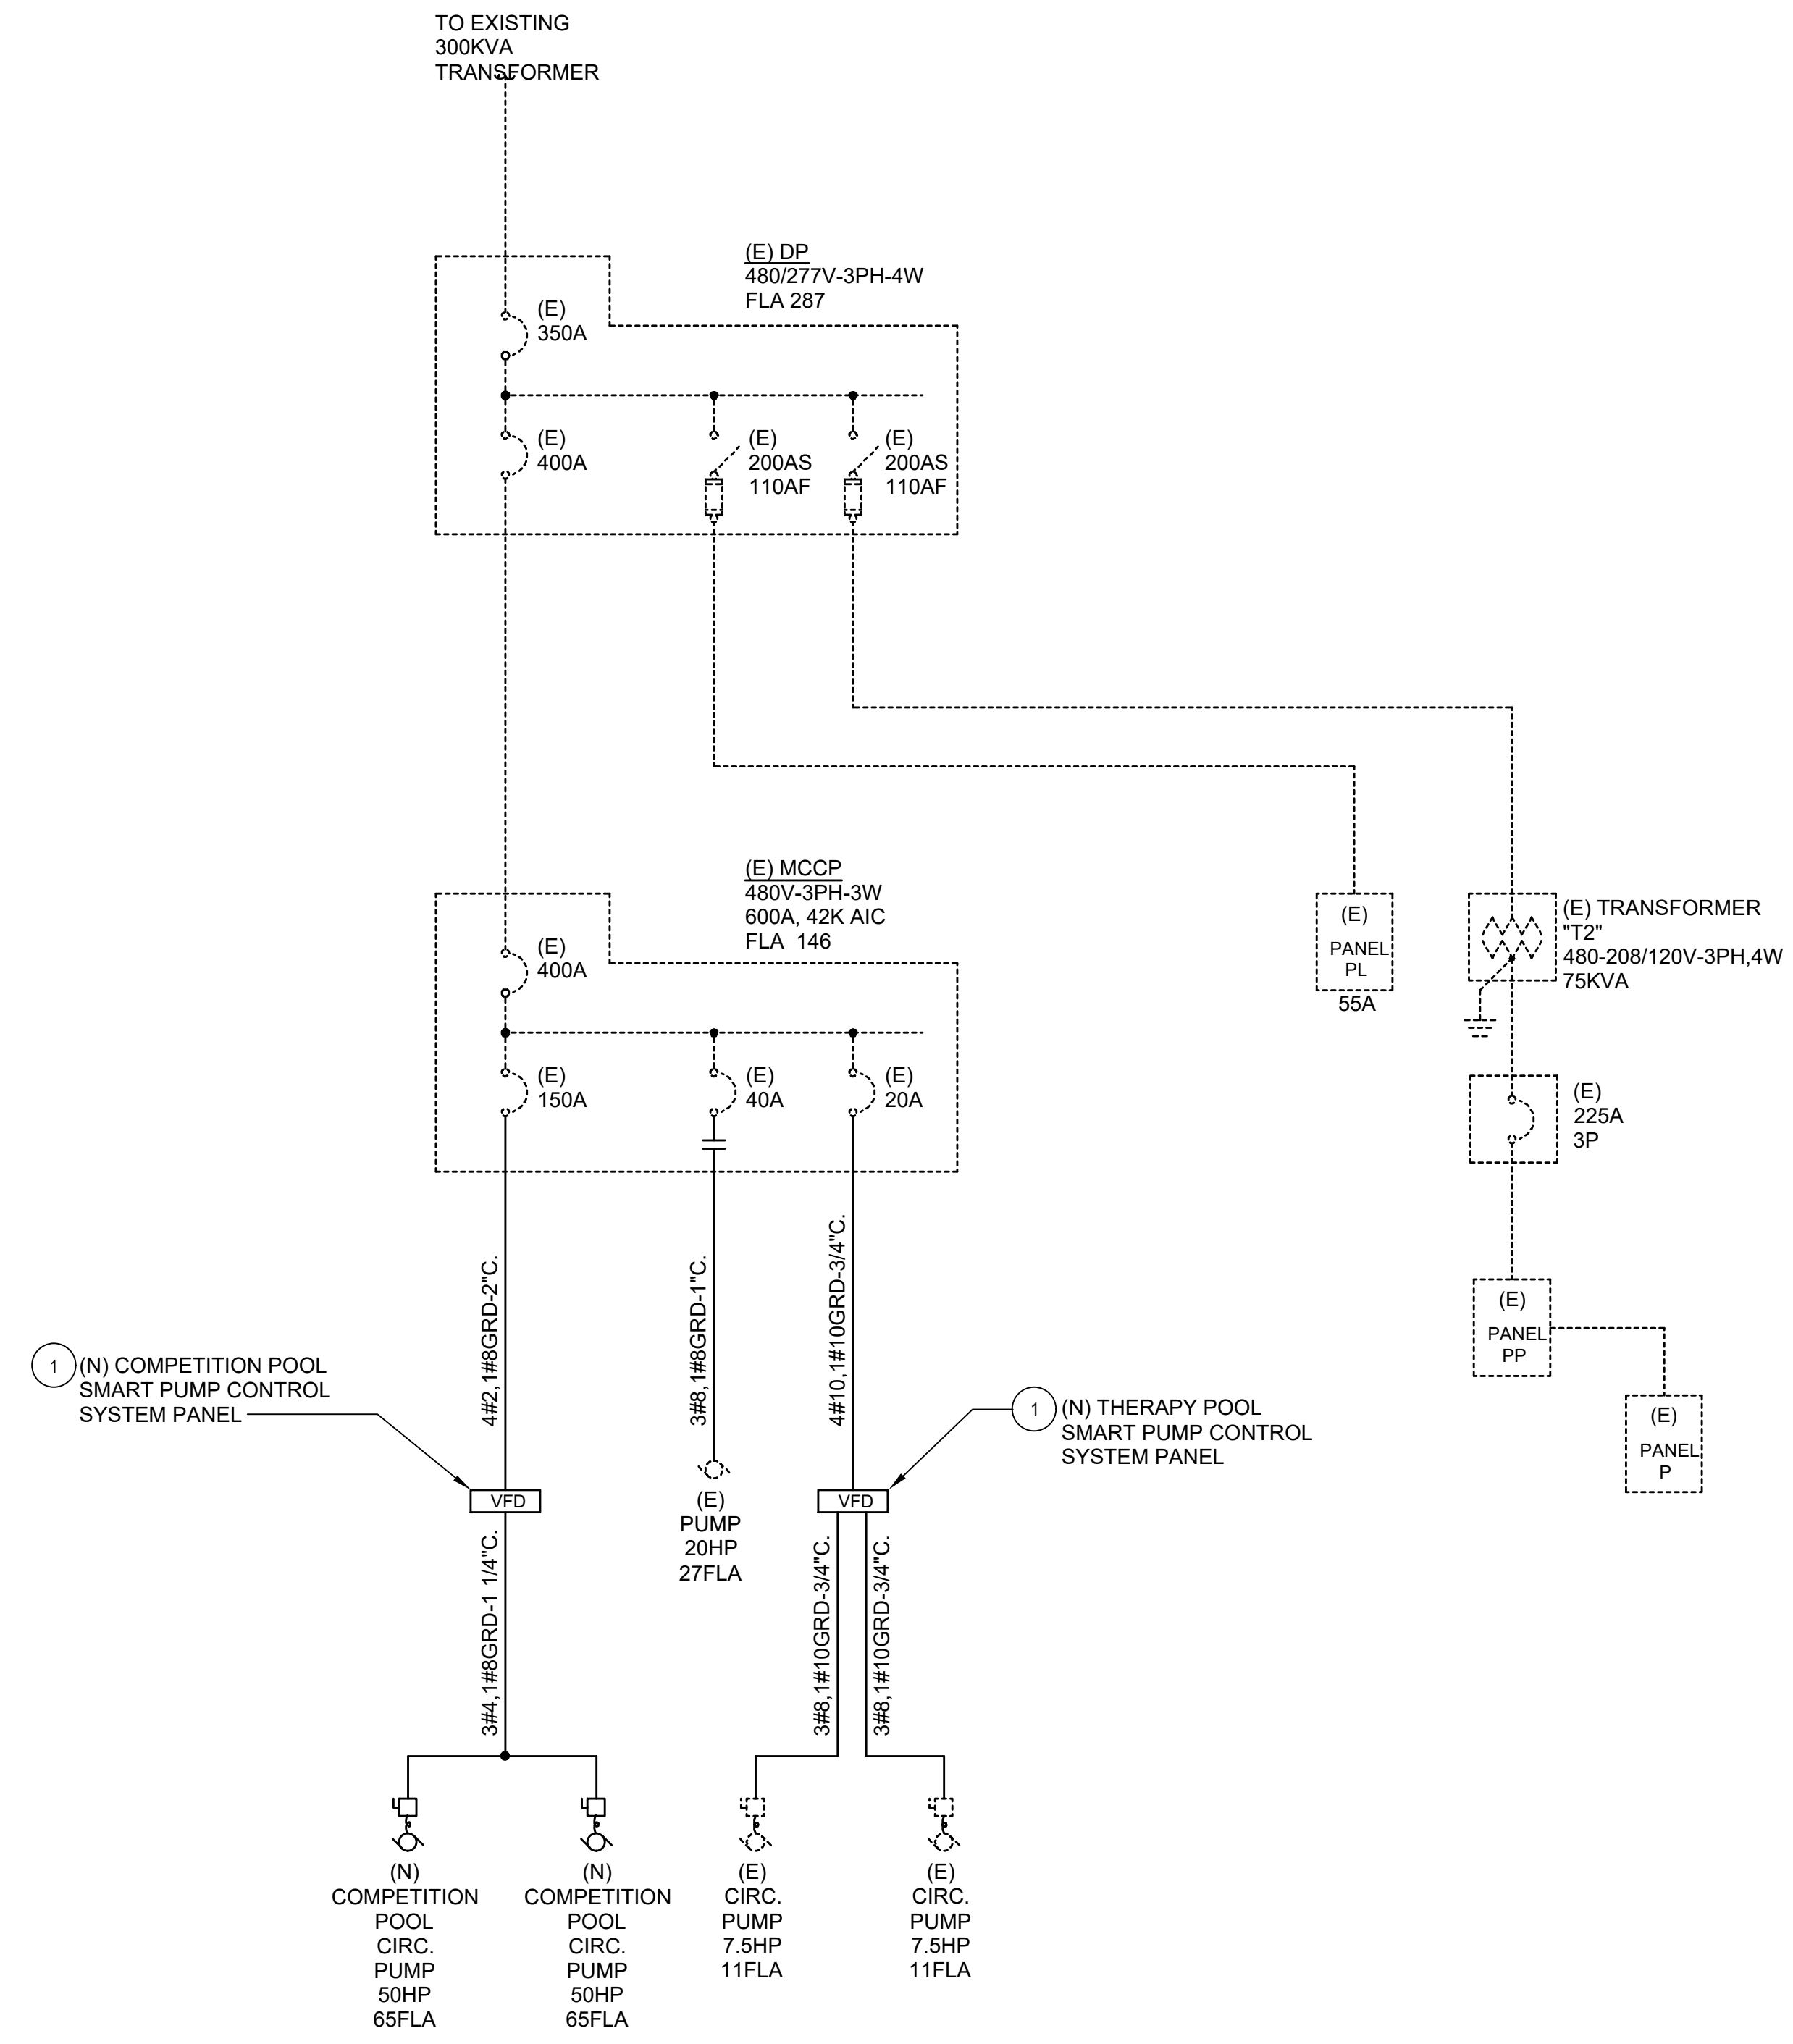 TO EXISTING
300KVA
TRANSFORMER
(E) DP
480/277V-3PH-4W
FLA 287
(E)
350A
(E)
400A
(E)
200AS
110AF
(E)
200AS
110AF
(E) MCCP
480V-3PH-3W
600A, 42K AIC
FLA 146
(E)
400A
(E)
150A
(E)
40A
(E)
20A
(E)
PANEL
PL
55A
(E) TRANSFORMER
"T2"
480-208/120V-3PH,4W
75KVA
(E)
225A
3P
(E)
PANEL
PP
(E)
PANEL
P
4#2,1#8GRD-2"C.
3#8,1#8GRD-1"C.
4#10,1#10GRD-3/4"C.
1
(N) COMPETITION POOL
SMART PUMP CONTROL
SYSTEM PANEL
1
(N) THERAPY POOL
SMART PUMP CONTROL
SYSTEM PANEL
VFD
(E)
PUMP
20HP
27FLA
VFD
3#4,1#8GRD-1 1/4"C.
3#8,1#10GRD-3/4"C.
3#8,1#10GRD-3/4"C.
(N)
COMPETITION
POOL
CIRC.
PUMP
50HP
65FLA
(N)
COMPETITION
POOL
CIRC.
PUMP
50HP
65FLA
(E)
CIRC.
PUMP
7.5HP
11FLA
(E)
CIRC.
PUMP
7.5HP
11FLA